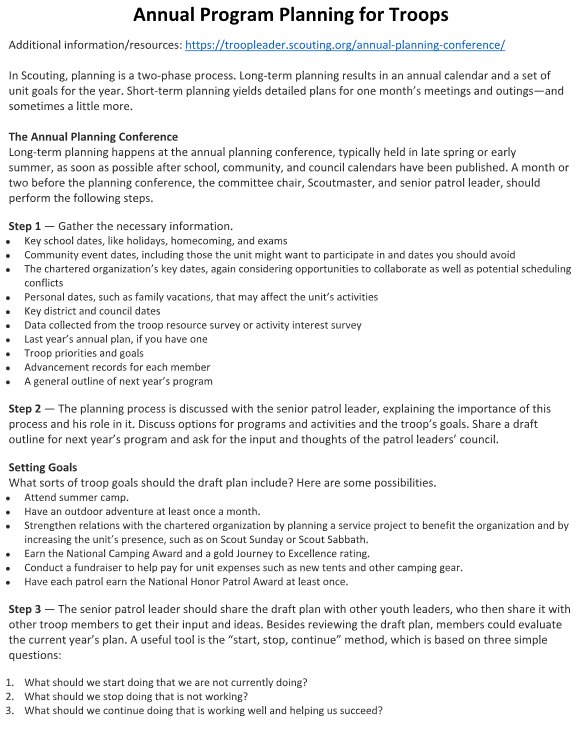 Annual Program Planning for Troops
Additional information/resources: https://troopleader.scouting.org/annual-planning-conference/
In Scouting, planning is a two-phase process. Long-term planning results in an annual calendar and a set of
unit goals for the year. Short-term planning yields detailed plans for one month's meetings and outings—and
sometimes a little more.
The Annual Planning Conference
Long-term planning happens at the annual planning conference, typically held in late spring or early
summer, as soon as possible after school, community, and council calendars have been published. A month or
two before the planning conference, the committee chair, Scoutmaster, and senior patrol leader, should
perform the following steps.
Step 1 — Gather the necessary information.
• Key school dates, like holidays, homecoming, and exams
• Community event dates, including those the unit might want to participate in and dates you should avoid
• The chartered organization's key dates, again considering opportunities to collaborate as well as potential scheduling
conflicts
• Personal dates, such as family vacations, that may affect the unit's activities
• Key district and council dates
• Data collected from the troop resource survey or activity interest survey
• Last year's annual plan, if you have one
• Troop priorities and goals
• Advancement records for each member
• A general outline of next year's program
Step 2 — The planning process is discussed with the senior patrol leader, explaining the importance of this
process and his role in it. Discuss options for programs and activities and the troop's goals. Share a draft
outline for next year's program and ask for the input and thoughts of the patrol leaders' council.
Setting Goals
What sorts of troop goals should the draft plan include? Here are some possibilities.
• Attend summer camp.
• Have an outdoor adventure at least once a month.
• Strengthen relations with the chartered organization by planning a service project to benefit the organization and by
increasing the unit's presence, such as on Scout Sunday or Scout Sabbath.
• Earn the National Camping Award and a gold Journey to Excellence rating.
• Conduct a fundraiser to help pay for unit expenses such as new tents and other camping gear.
• Have each patrol earn the National Honor Patrol Award at least once.
Step 3 — The senior patrol leader should share the draft plan with other youth leaders, who then share it with
other troop members to get their input and ideas. Besides reviewing the draft plan, members could evaluate
the current year's plan. A useful tool is the "start, stop, continue" method, which is based on three simple
questions:
1. What should we start doing that we are not currently doing?
2. What should we stop doing that is not working?
3. What should we continue doing that is working well and helping us succeed?